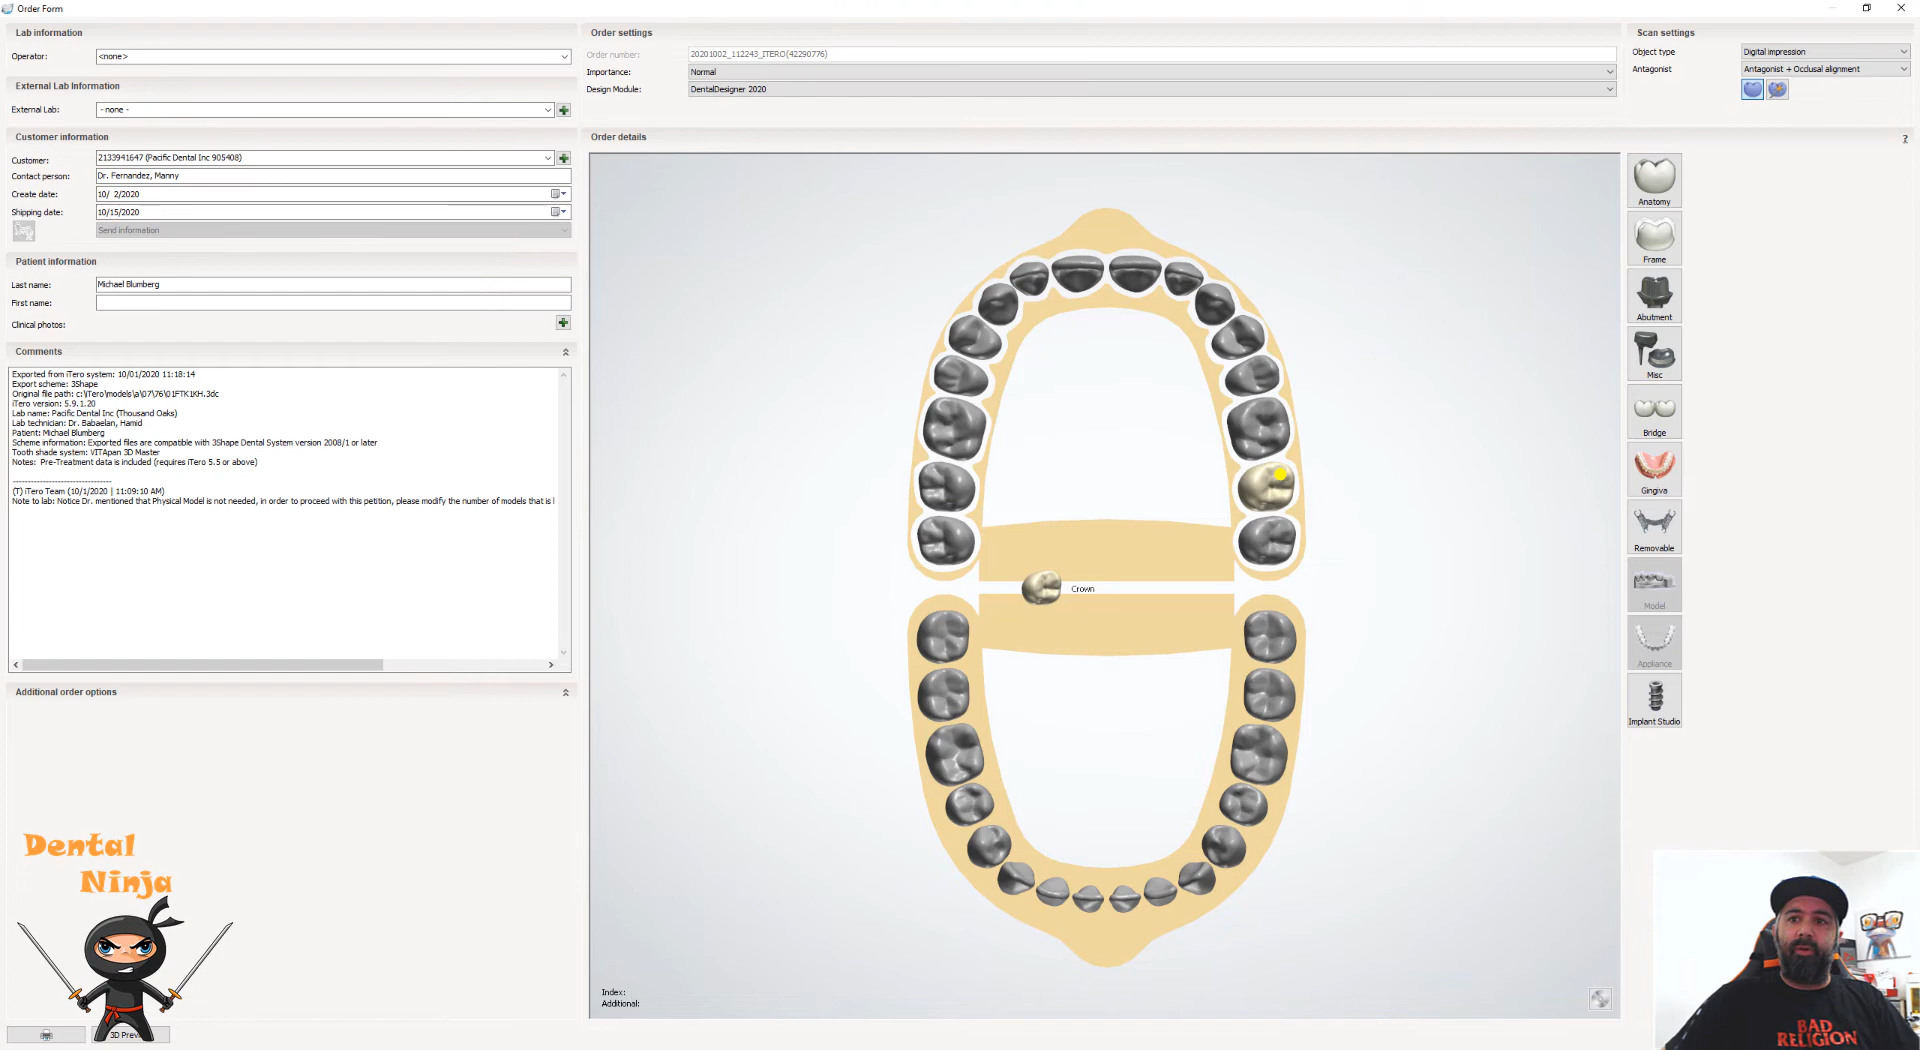 Order Form
Lab information
Operator:
<none>
External Lab Information
External Lab:
- none -
Customer information
Customer:
2133941647 (Pacific Dental Inc 905408)
Contact person:
Dr. Fernandez, Manny
Create date:
10/ 2/2020
Shipping date:
10/15/2020
Send information
Patient information
Last name:
Michael Blumberg
First name:
Clinical photos:
Comments
Exported from iTero system: 10/01/2020 11:18:14
Export scheme: 3Shape
Original file path: c:\iTero\models\a\07\76\01FTK1KH.3dc
iTero version: 5.9.1.20
Lab name: Pacific Dental Inc (Thousand Oaks)
Lab technician: Dr. Babaelan, Hamid
Patient: Michael Blumberg
Scheme information: Exported files are compatible with 3Shape Dental System version 2008/1 or later
Tooth shade system: VITApan 3D Master
Notes: Pre-Treatment data is included (requires iTero 5.5 or above)
--------------------------------
(T) iTero Team (10/1/2020 | 11:09:10 AM)
Note to lab: Notice Dr. mentioned that Physical Model is not needed, in order to proceed with this petition, please modify the number of models that is
Additional order options
Dental
Ninja
3D Prev
Order settings
Order number:
20201002_112243_ITERO(42290776)
Importance:
Normal
Design Module:
DentalDesigner 2020
Order details
?
Crown
Index:
Additional:
Scan settings
Object type
Digital impression
Antagonist
Antagonist + Occlusal alignment
Anatomy
Frame
Abutment
Misc
Bridge
Gingiva
Removable
Model
Appliance
Implant Studio
BAD
RELIGION